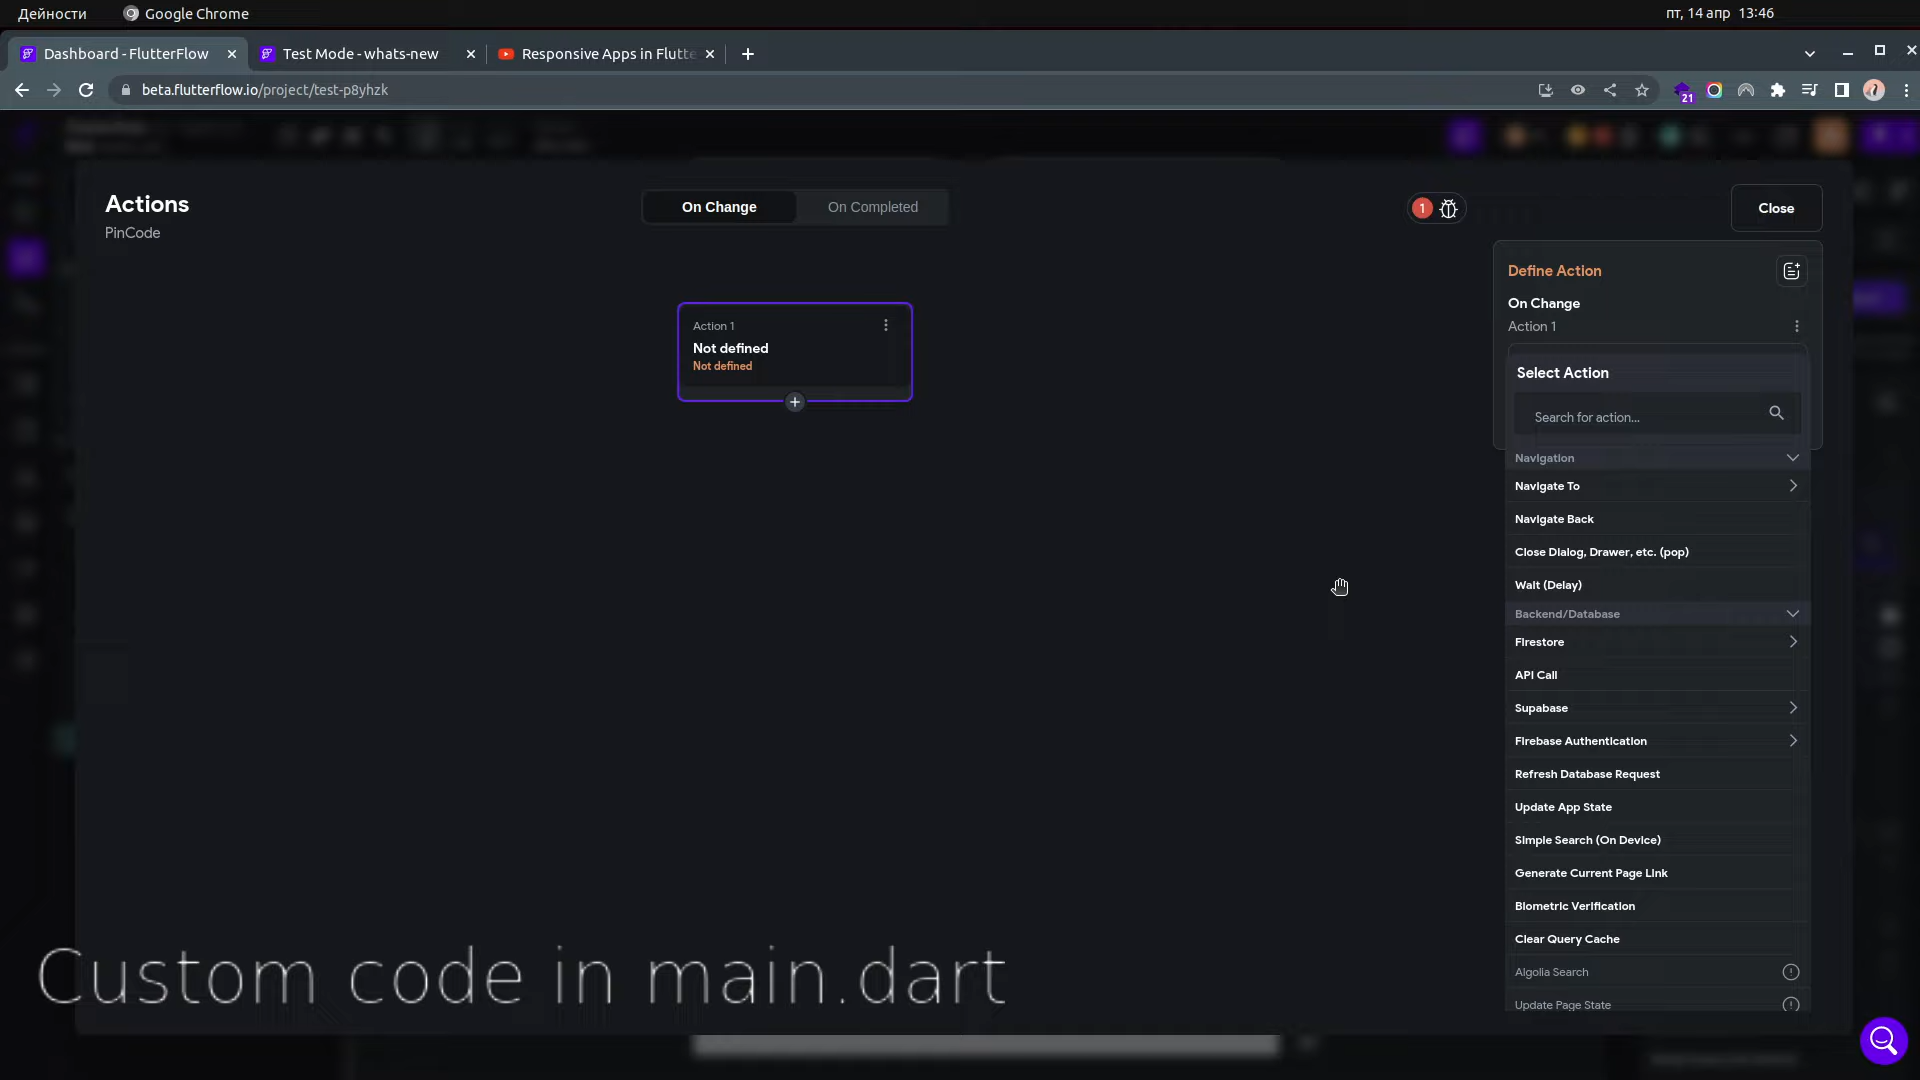 Дейности
Google Chrome
пт, 14 апр 13:46
Dashboard - FlutterFlow
Test Mode - whats-new
Responsive Apps in Flutte
beta.flutterflow.io/project/test-p8yhzk
21
Actions
PinCode
On Change
On Completed
1
Close
Define Action
On Change
Action 1
Action 1
Not defined
Not defined
Select Action
Search for action...
Navigation
Navigate To
Navigate Back
Close Dialog, Drawer, etc. (pop)
Wait (Delay)
Backend/Database
Firestore
API Call
Supabase
Firebase Authentication
Refresh Database Request
Update App State
Simple Search (On Device)
Generate Current Page Link
Biometric Verification
Clear Query Cache
Algolia Search
Update Page State
Custom code in main.dart